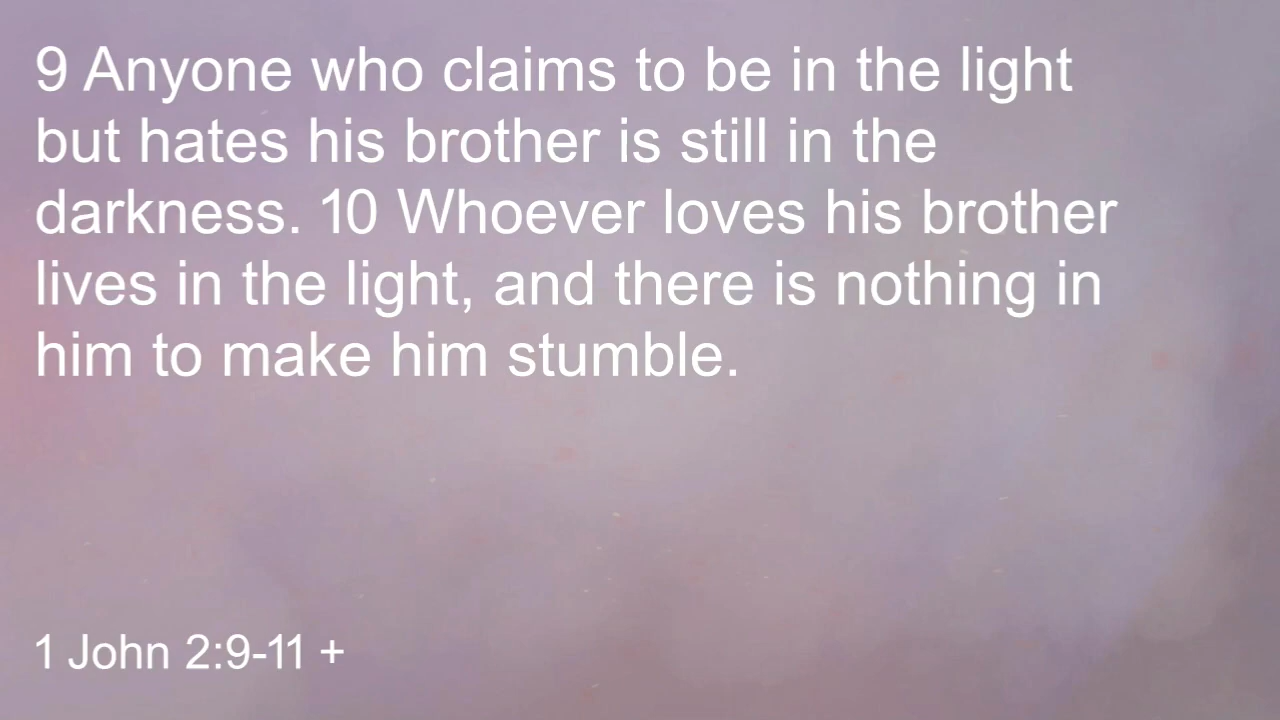 9 Anyone who claims to be in the light
but hates his brother is still in the
darkness. 10 Whoever loves his brother
lives in the light, and there is nothing in
him to make him stumble.
1 John 2:9-11 +